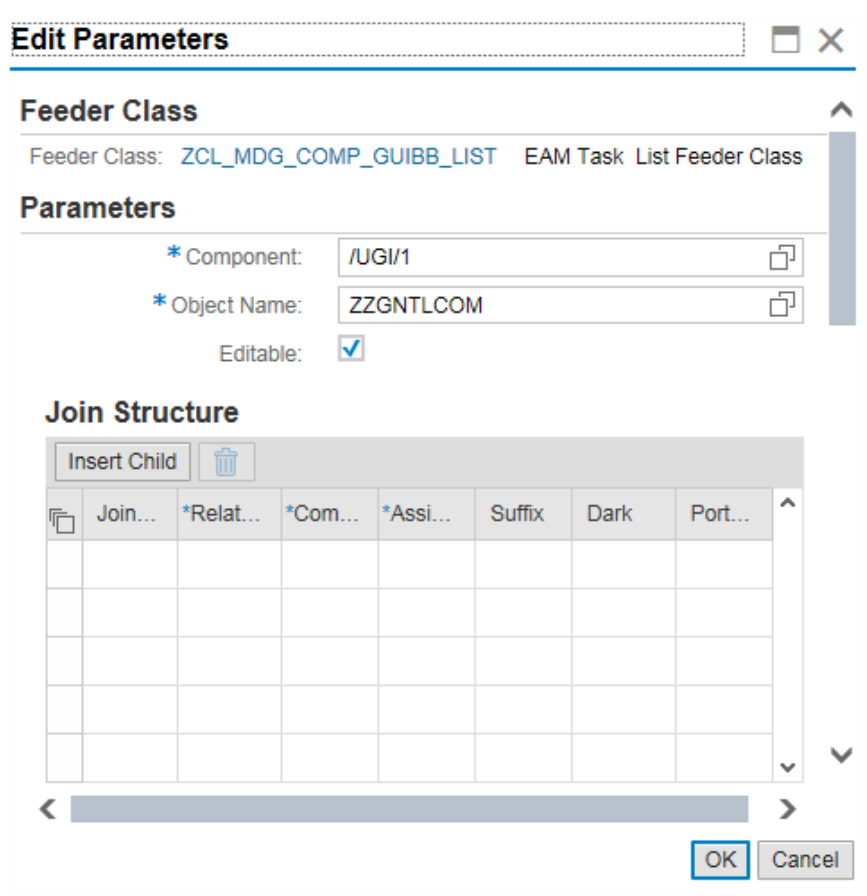 Edit Parameters
Feeder Class
Feeder Class: ZCL_MDG_COMP_GUIBB_LIST EAM Task List Feeder Class
Parameters
* Component: /UGI/1
* Object Name: ZZGNTLCOM
Editable:
Join Structure
Insert Child
Join... *Relat... *Com... *Assi... Suffix Dark Port...
OK Cancel